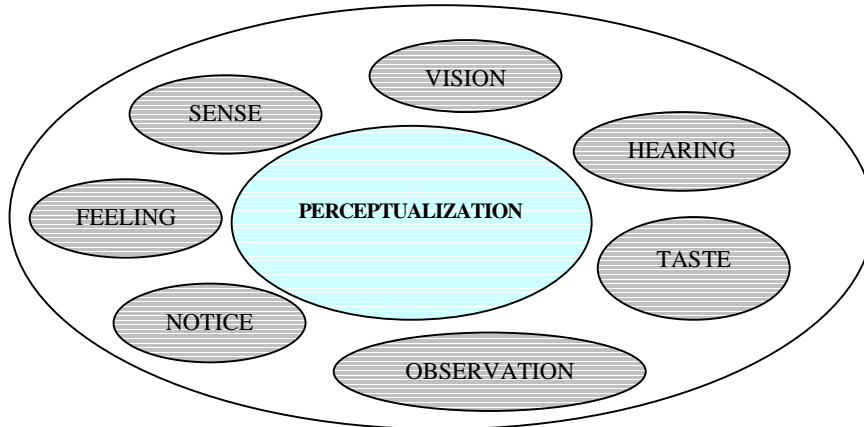 VISION
SENSE
HEARING
PERCEPTUALIZATION
FEELING
TASTE
NOTICE
OBSERVATION